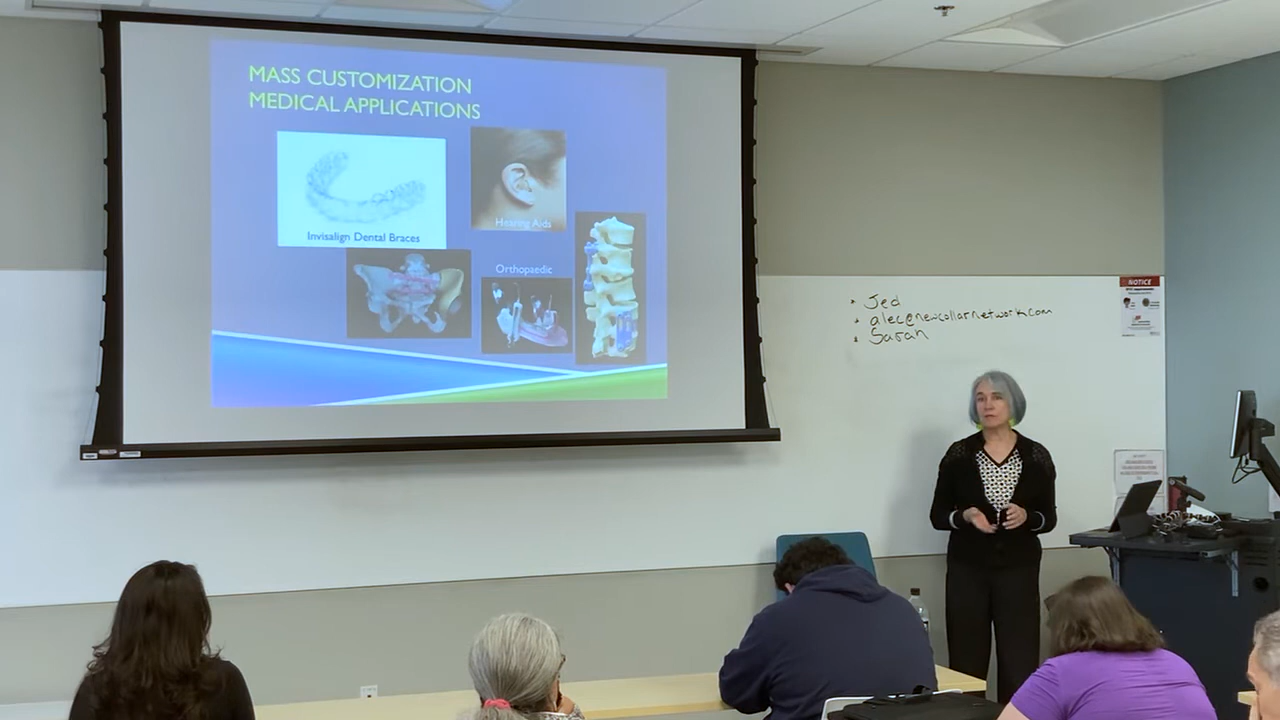 MASS CUSTOMIZATION
MEDICAL APPLICATIONS
Invisalign Dental Braces
Hearing Aids
Orthopaedic
• Jed
• alec@newcollarnetwork.com
• Sarah
NOTICE